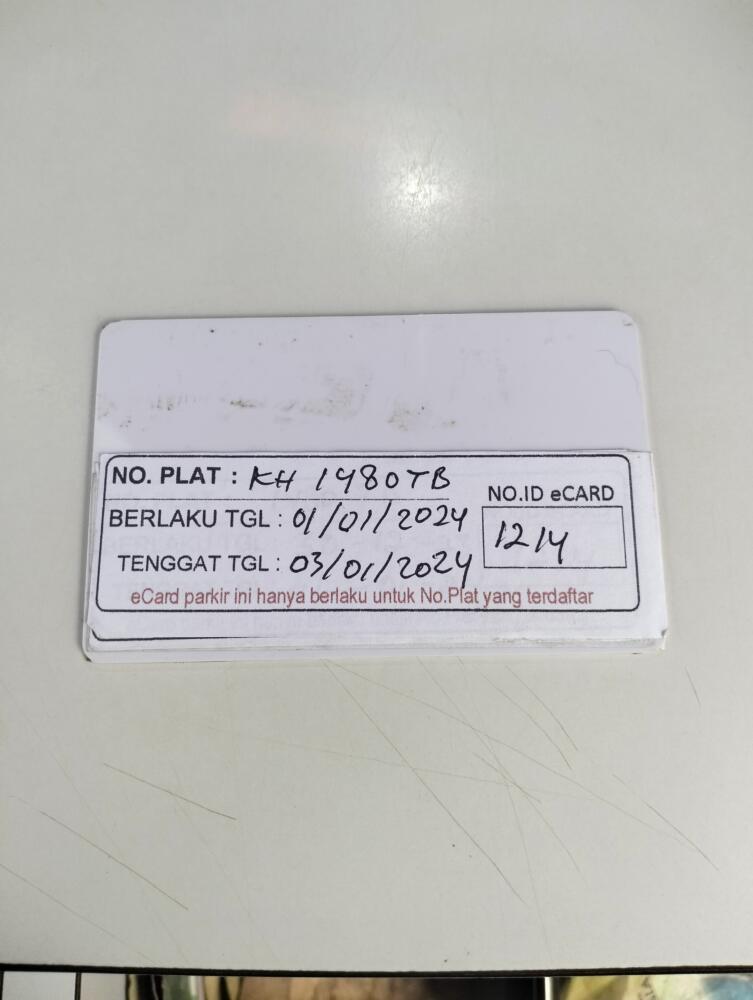 NO. PLAT : KH 1480TB
NO.ID eCARD
BERLAKU TGL : 01/01/2024
1214
TENGGAT TGL : 03/01/2024
eCard parkir ini hanya berlaku untuk No.Plat yang terdaftar